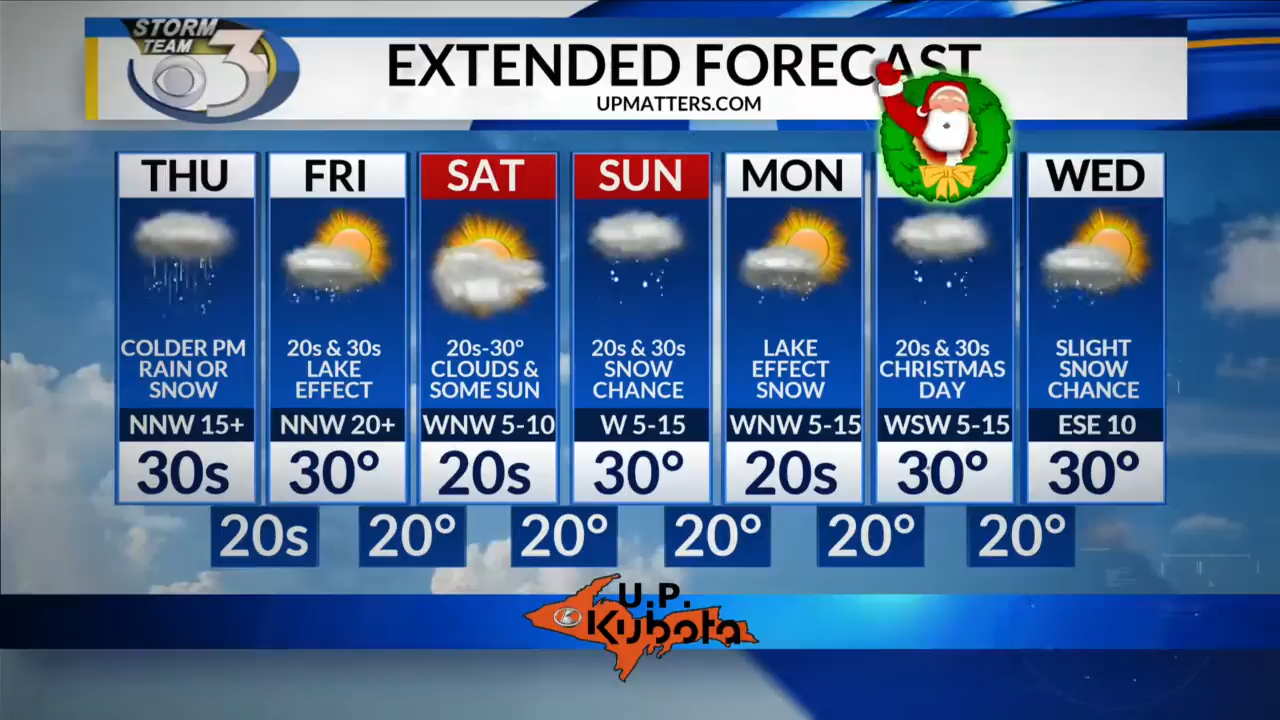 STORM
TEAM
3
EXTENDED FORECAST
UPMATTERS.COM
THU
COLDER PM
RAIN OR
SNOW
NNW 15+
30s
FRI
20s & 30s
LAKE
EFFECT
NNW 20+
30°
SAT
20s-30°
CLOUDS &
SOME SUN
WNW 5-10
20s
SUN
20s & 30s
SNOW
CHANCE
W 5-15
30°
MON
LAKE
EFFECT
SNOW
WNW 5-15
20s
20s & 30s
CHRISTMAS
DAY
WSW 5-15
30°
WED
SLIGHT
SNOW
CHANCE
ESE 10
30°
20s
20°
20°
20°
20°
20°
U.P.
Kubota